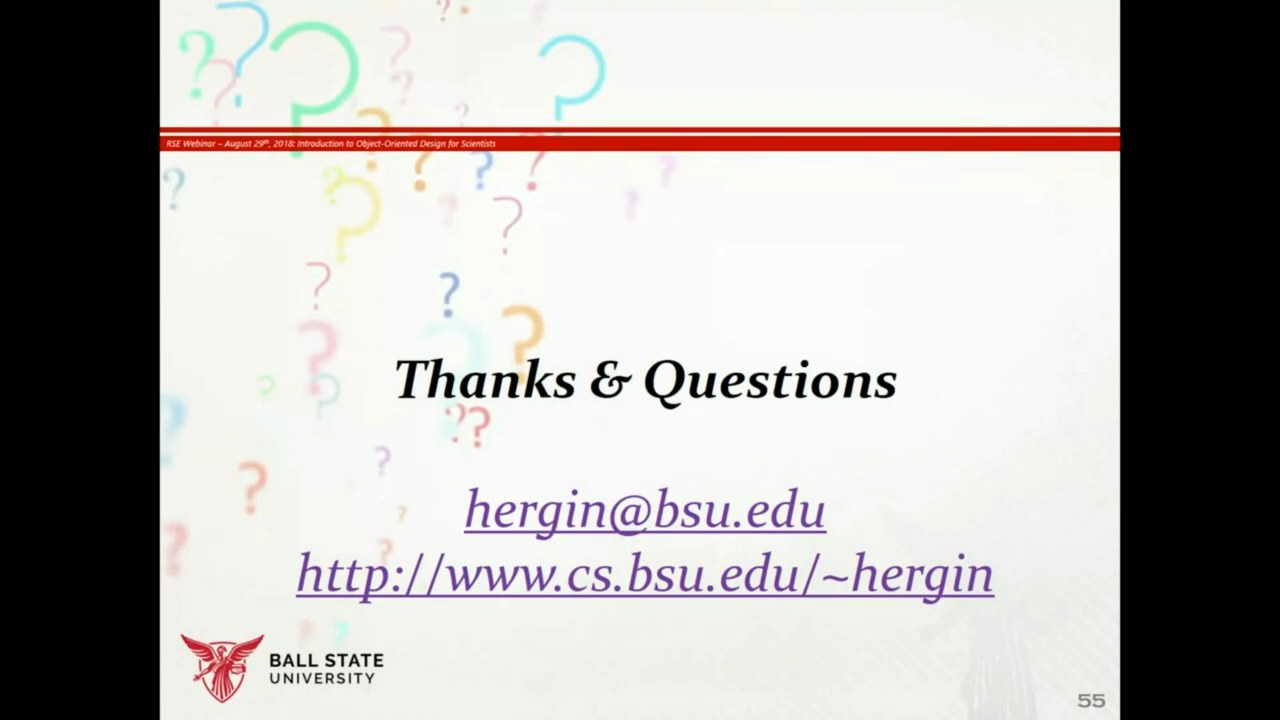 RSE Webinar – August 29th, 2018: Introduction to Object-Oriented Design for Scientists
Thanks & Questions
hergin@bsu.edu
http://www.cs.bsu.edu/~hergin
BALL STATE
UNIVERSITY
55